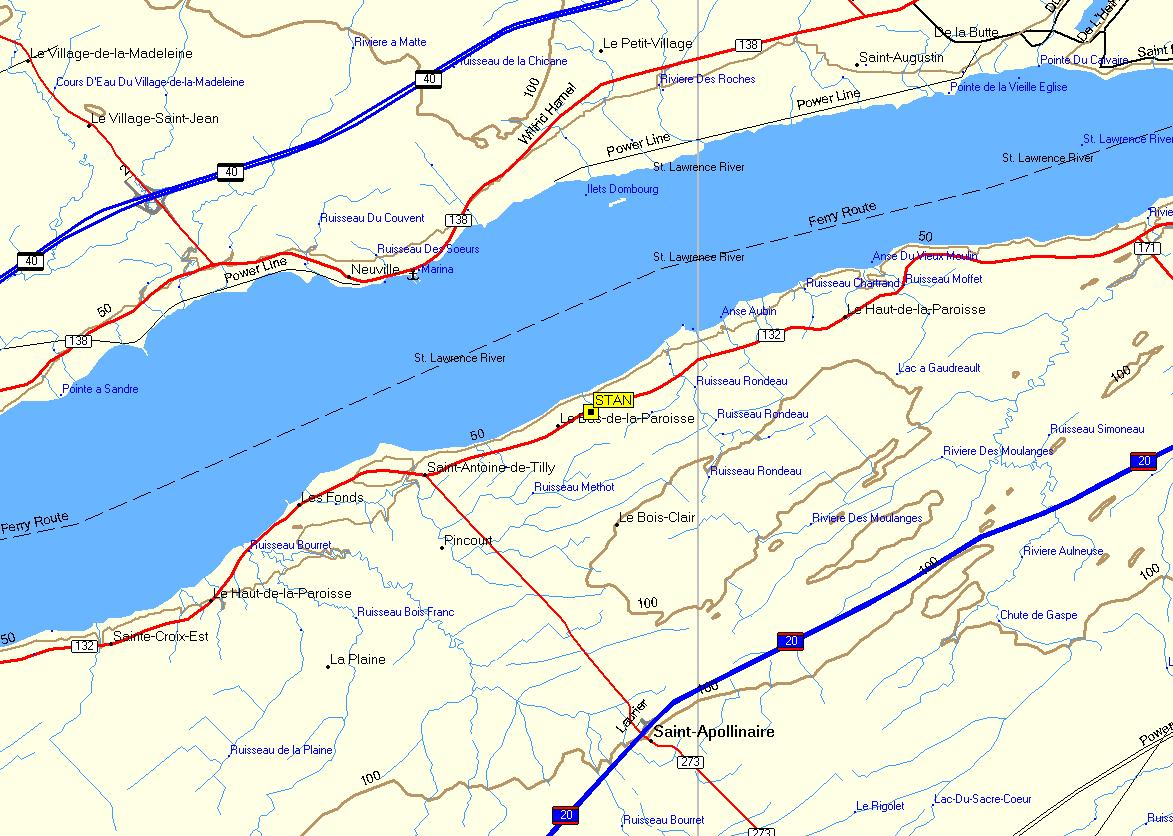 De la Butte
De L'Hetr
Le Village-de-la-Madeleine
Riviere a Matte
Le Petit-Village
138
Saint-Augustin
Pointe Du Calvaire
Ruisseau de la Chicane
40
Cours D'Eau Du Village-de-la-Madeleine
100
Riviere Des Roches
Pointe de la Vieille Eglise
Power Line
Wilfrid Hamel
Le Village-Saint-Jean
Power Line
St. Lawrence River
St. Lawrence River
St. Lawrence River
2
40
Ilets Dombourg
Ruisseau Du Couvent
138
Ferry Route
Riviere
Ruisseau Des Soeurs
50
171
40
Power Line
Neuville
Marina
St. Lawrence River
Anse Du Vieux Moulin
Ruisseau Chartrand
Ruisseau Moffet
50
Anse Aubin
Le Haut-de-la-Paroisse
138
132
St. Lawrence River
Lac a Gaudreault
100
Pointe a Sandre
Ruisseau Rondeau
STAN
Le Bas-de-la-Paroisse
Ruisseau Rondeau
50
Ruisseau Simoneau
Riviere Des Moulanges
20
Saint-Antoine-de-Tilly
Ruisseau Rondeau
Ruisseau Methot
Les Fonds
Le Bois-Clair
Riviere Des Moulanges
Ferry Route
Pincourt
Ruisseau Bourret
Riviere Aulneuse
100
100
Le Haut-de-la-Paroisse
100
Ruisseau Bois-Franc
Chute de Gaspe
50
Sainte-Croix-Est
132
20
La Plaine
100
Laurier
Saint-Apollinaire
Ruisseau de la Plaine
273
Power
100
Le Rigolet
Lac-Du-Sacre-Coeur
20
Ruisseau Bourret
273